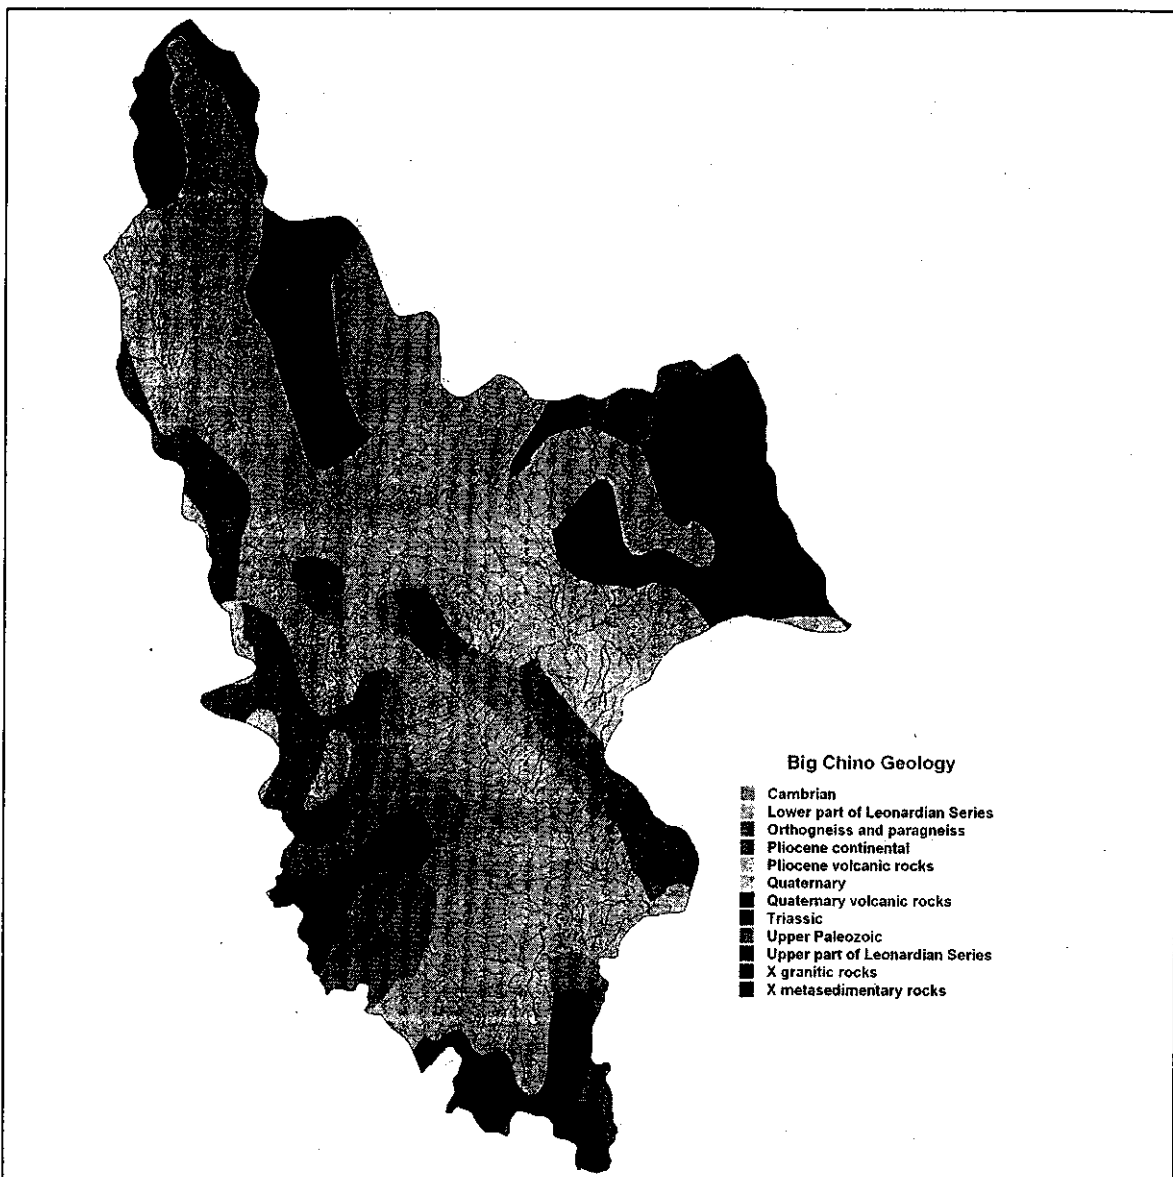 Big Chino Geology
Cambrian
Lower part of Leonardian Series
Orthogneiss and paragneiss
Pliocene continental
Pliocene volcanic rocks
Quaternary
Quaternary volcanic rocks
Triassic
Upper Paleozoic
Upper part of Leonardian Series
X granitic rocks
X metasedimentary rocks